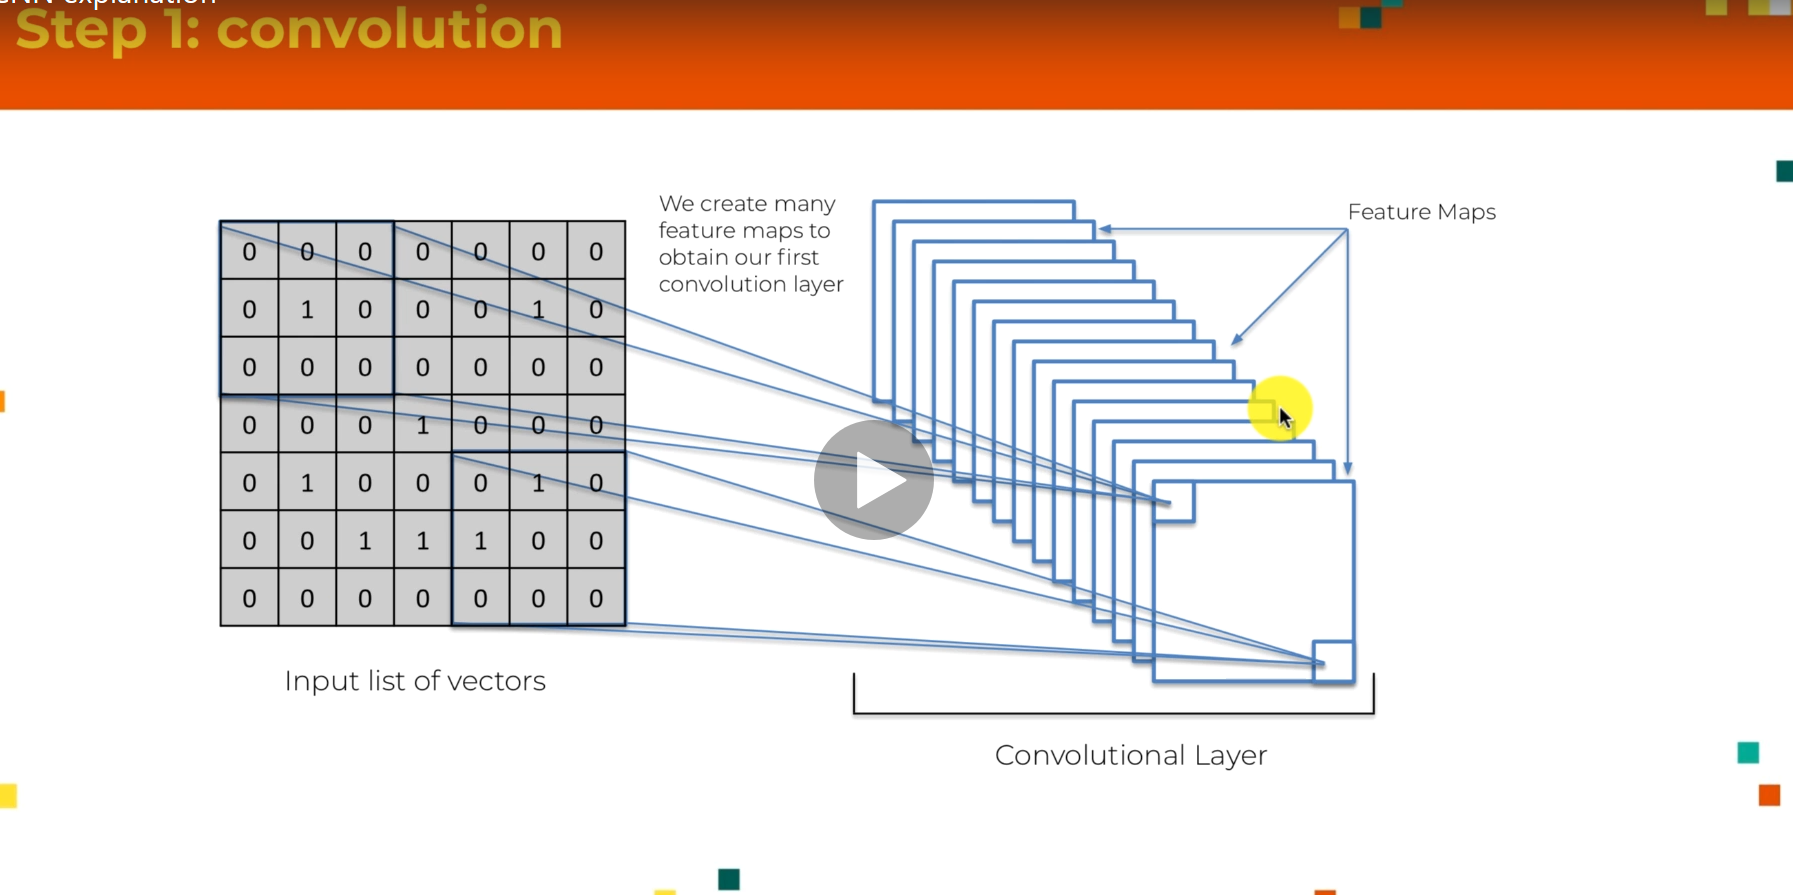 Step 1: convolution
We create many
feature maps to
obtain our first
convolution layer
Feature Maps
0 0 0 0 0 0 0
0 1 0 0 0 1 0
0 0 0 0 0 0 0
0 0 0 1 0 0 0
0 1 0 0 0 1 0
0 0 1 1 1 0 0
0 0 0 0 0 0 0
Input list of vectors
Convolutional Layer